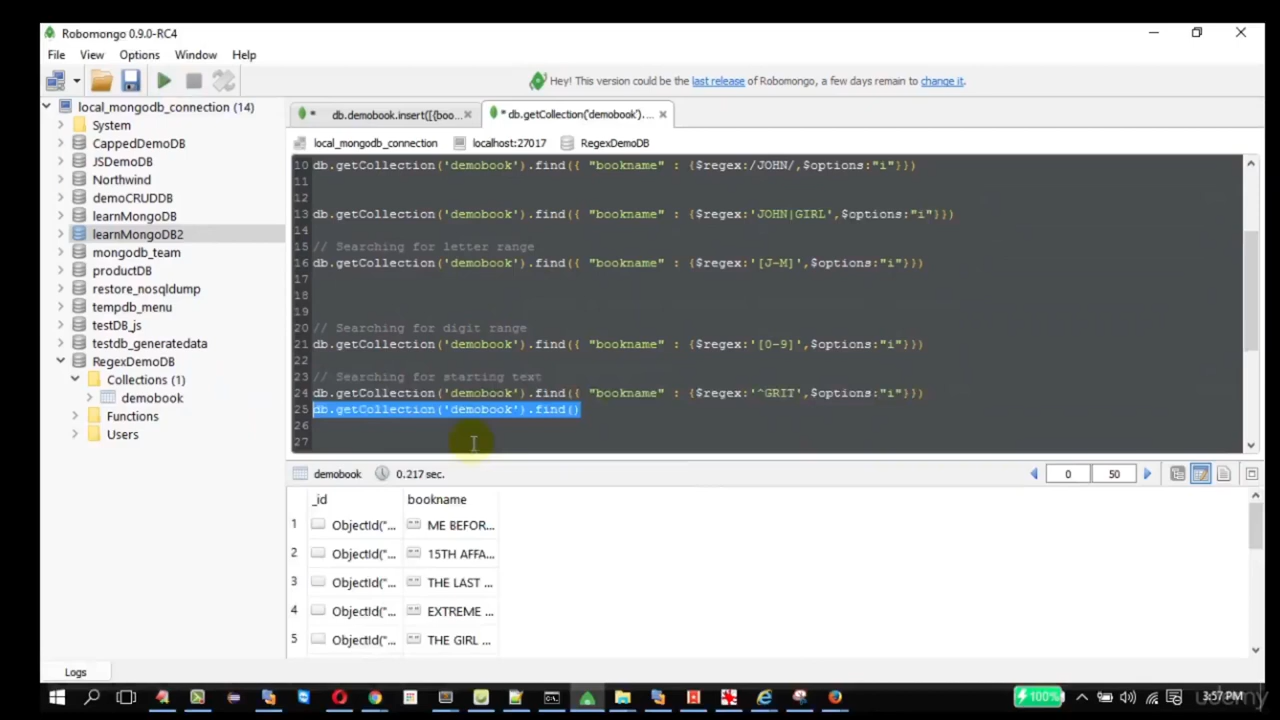 Robomongo 0.9.0-RC4
File View Options Window Help
Hey! This version could be the last release of Robomongo, a few days remain to change it.
local_mongodb_connection (14)
System
CappedDemoDB
JSDemoDB
Northwind
demoCRUDDB
learnMongoDB
learnMongoDB2
mongodb_team
productDB
restore_nosqldump
tempdb_menu
testDB_js
testdb_generatedata
RegexDemoDB
Collections (1)
demobook
Functions
Users
* db.demobook.insert([{boo...
* db.getCollection('demobook')....
local_mongodb_connection localhost:27017 RegexDemoDB
10 db.getCollection('demobook').find({ "bookname" : {$regex:/JOHN/,$options:"i"}})
11
12
13 db.getCollection('demobook').find({ "bookname" : {$regex:'JOHN|GIRL',$options:"i"}})
14
15 // Searching for letter range
16 db.getCollection('demobook').find({ "bookname" : {$regex:'[J-M]',$options:"i"}})
17
18
19
20 // Searching for digit range
21 db.getCollection('demobook').find({ "bookname" : {$regex:'[0-9]',$options:"i"}})
22
23 // Searching for starting text
24 db.getCollection('demobook').find({ "bookname" : {$regex:'^GRIT',$options:"i"}})
25 db.getCollection('demobook').find()
26
27
demobook 0.217 sec. 0 50
_id bookname
1 ObjectId("... ME BEFOR...
2 ObjectId("... 15TH AFFA...
3 ObjectId("... THE LAST ...
4 ObjectId("... EXTREME ...
5 ObjectId("... THE GIRL ...
Logs
100% 3:57 PM
udemy